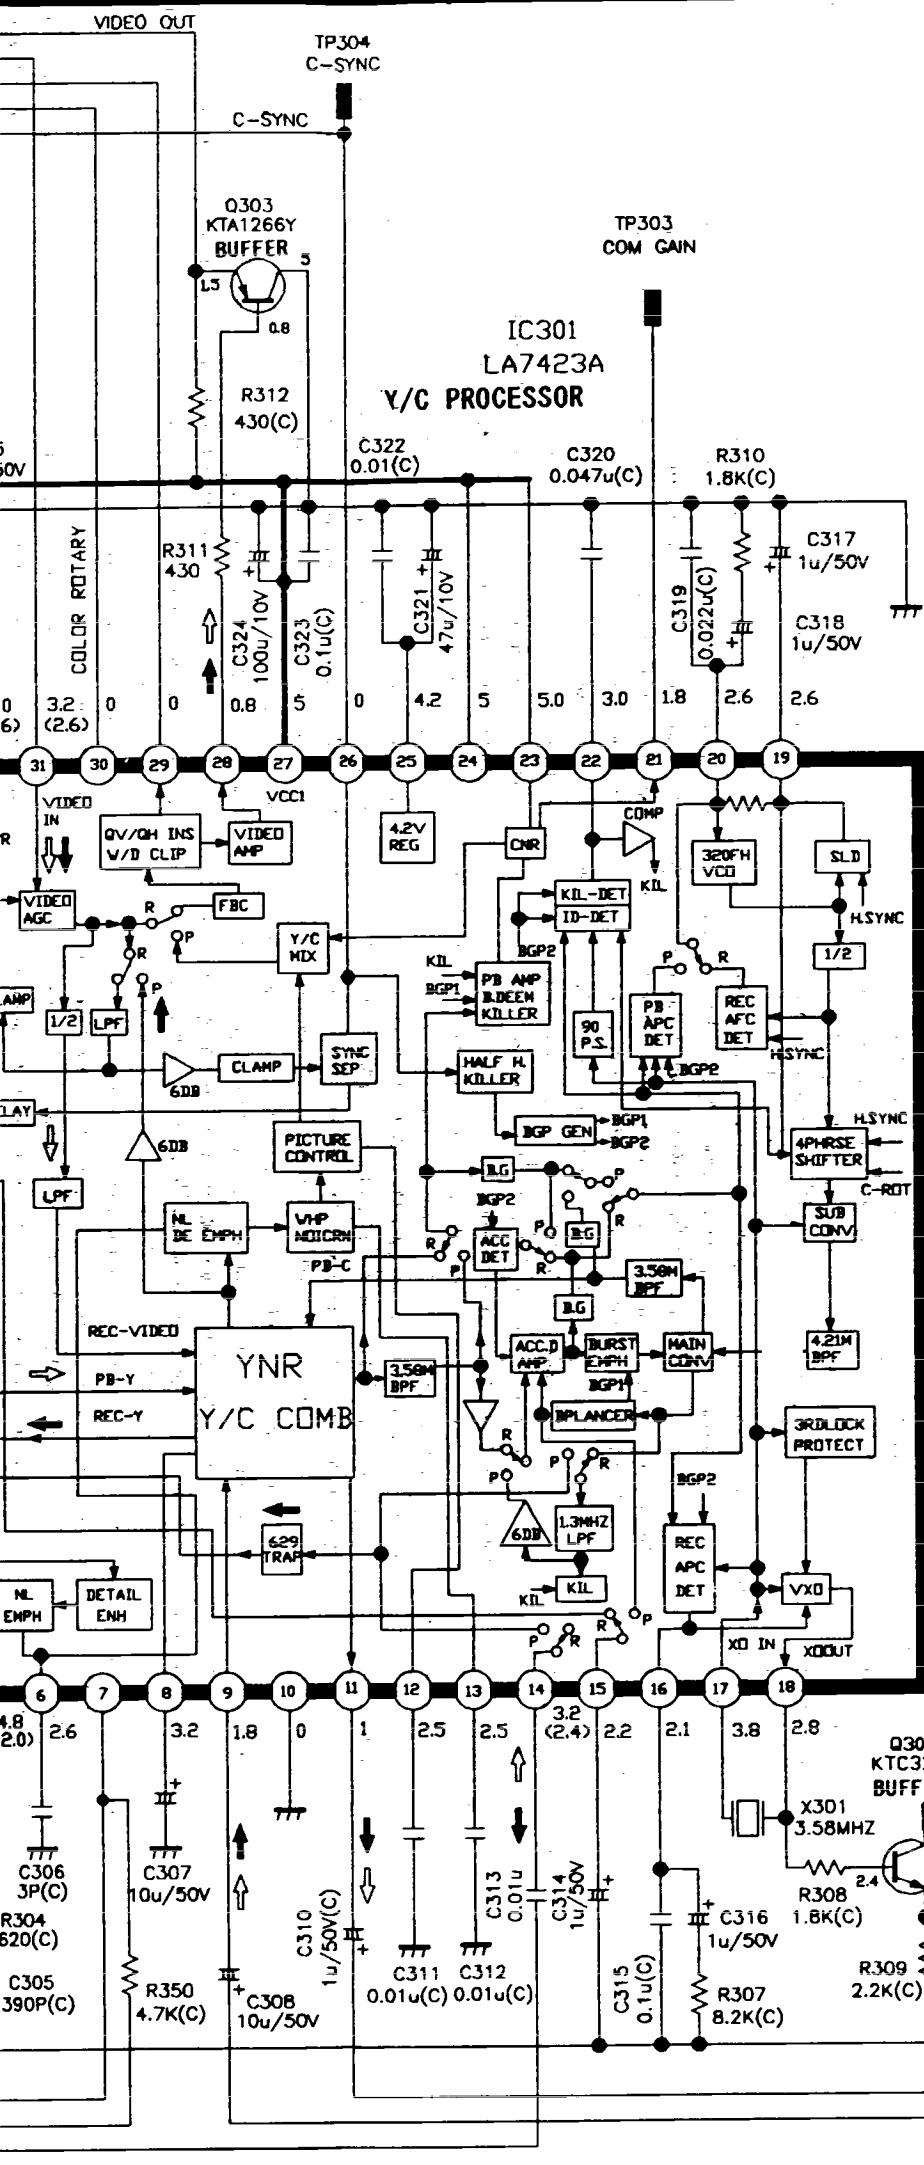 VIDEO OUT
TP304
C-SYNC
C-SYNC
Q303
KTA1266Y
BUFFER
5
1.5
0.8
TP303
COM GAIN
IC301
LA7423A
Y/C PROCESSOR
R312
430(C)
C322
0.01(C)
C320
0.047u(C)
R310
1.8K(C)
50V
COLOR ROTARY
R311
430
C324
100u/10V
C323
0.1u(C)
C321
47u/10V
C319
0.022u(C)
C317
1u/50V
C318
1u/50V
0
6)
3.2
(2.6)
0
0
0.8
5
0
4.2
5
5.0
3.0
1.8
2.6
2.6
31
30
29
28
27
26
25
24
23
22
21
20
19
VCC1
VIDEO
IN
R
QV/QH INS
W/D CLIP
VIDEO
AMP
4.2V
REG
CNR
COMP
KIL
320FH
VCO
SLD
VIDEO
AGC
R
P
FBC
KIL-DET
ID-DET
H.SYNC
Y/C
MIX
BGP2
1/2
R
P
KIL
BGP1
PB AMP
B.DEEM
KILLER
P
R
LAMP
1/2
LPF
90
P.S.
PB
APC
DET
REC
AFC
DET
H.SYNC
6DB
CLAMP
SYNC
SEP
HALF H.
KILLER
BGP2
LAY
6DB
PICTURE
CONTROL
BGP GEN
BGP1
BGP2
4PHRSE
SHIFTER
H.SYNC
C-ROT
LPF
B.G
P
R
BGP2
NL
DE EMPH
WHP
NOICRN
R
P
ACC
DET
P
R
B.G
SUB
CONV
PB-C
3.58M
BPF
B.G
REC-VIDEO
YNR
Y/C COMB
PB-Y
REC-Y
3.58M
BPF
ACC.D
AMP
BURST
EMPH
MAIN
CONV
4.21M
BPF
BGP1
BPLANCER
3RDLOCK
PROTECT
R
P
P
R
BGP2
629
TRAP
6DB
1.3MHZ
LPF
REC
APC
DET
NL
EMPH
DETAIL
ENH
KIL
KIL
VXO
P
R
R
P
XO IN
XOOUT
6
7
8
9
10
11
12
13
14
15
16
17
18
4.8
2.0)
2.6
3.2
1.8
0
1
2.5
2.5
3.2
(2.4)
2.2
2.1
3.8
2.8
KTC3
BUFF
X301
3.58MHZ
C306
3P(C)
C307
10u/50V
C310
1u/50V(C)
C313
0.01u
C314
1u/50V
2.4
R308
1.8K(C)
R304
620(C)
C316
1u/50V
C305
390P(C)
R350
4.7K(C)
C308
10u/50V
C311
0.01u(C)
C312
0.01u(C)
C315
0.1u(C)
R307
8.2K(C)
R309
2.2K(C)